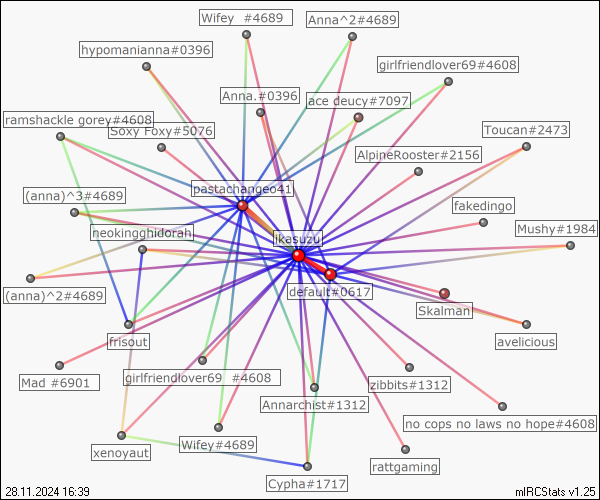 Wifey  #4689
Anna^2#4689
hypomanianna#0396
girlfriendlover69#4608
Anna.#0396
ace deucy#7097
ramshackle gorey#4608
Soxy Foxy#5076
Toucan#2473
AlpineRooster#2156
pastachangeo41
(anna)^3#4689
fakedingo
neokingghidorah
ikasuzu
Mushy#1984
(anna)^2#4689
default#0617
Skalman
frisout
avelicious
Mad #6901
girlfriendlover69  #4608
zibbits#1312
Annarchist#1312
no cops no laws no hope#4608
xenoyaut
Wifey#4689
rattgaming
Cypha#1717
28.11.2024 16:39
mIRCStats v1.25